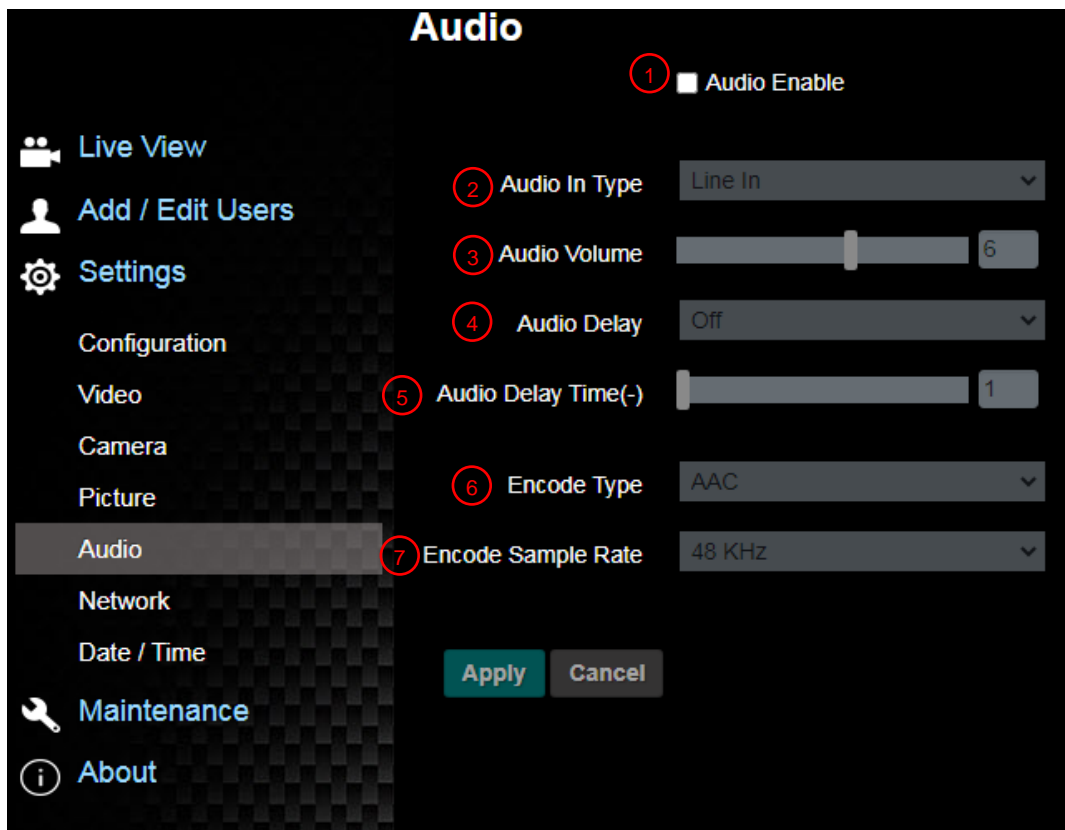 Audio
1 Audio Enable
Live View
Add / Edit Users
Settings
Configuration
Video
Camera
Picture
Audio
Network
Date / Time
Maintenance
About
2 Audio In Type Line In
3 Audio Volume 6
4 Audio Delay Off
5 Audio Delay Time(-) 1
6 Encode Type AAC
7 Encode Sample Rate 48 KHz
Apply Cancel